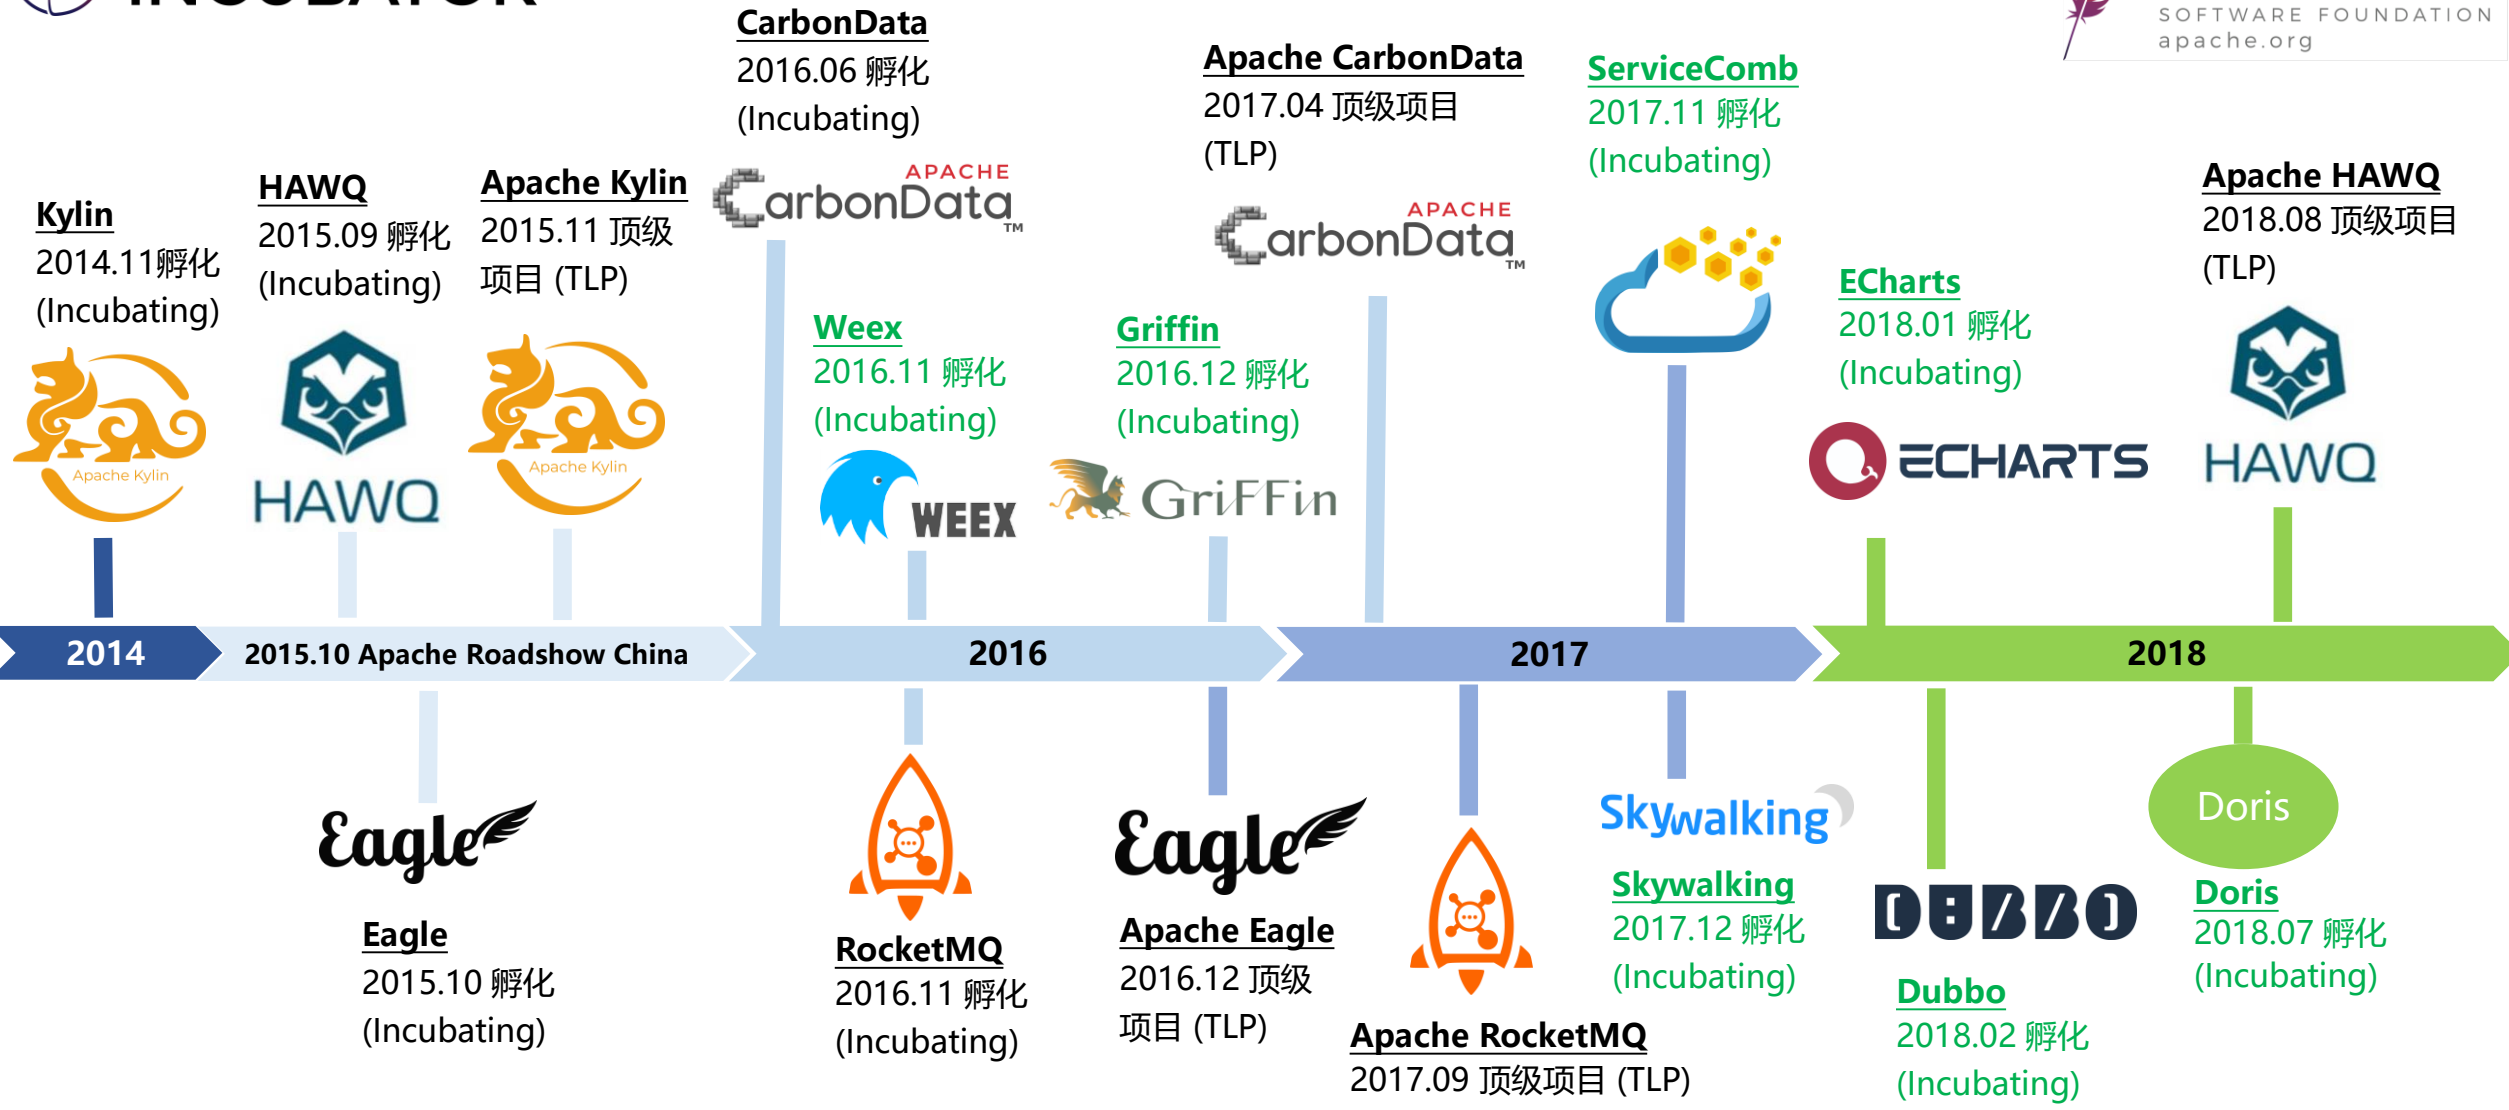 INCUBATOR
SOFTWARE FOUNDATION
apache.org
Kylin
2014.11孵化
(Incubating)
Apache Kylin
HAWQ
2015.09 孵化
(Incubating)
HAWQ
Apache Kylin
2015.11 顶级
项目 (TLP)
Apache Kylin
CarbonData
2016.06 孵化
(Incubating)
APACHE
CarbonData
TM
Weex
2016.11 孵化
(Incubating)
WEEX
Griffin
2016.12 孵化
(Incubating)
GriFFin
Apache CarbonData
2017.04 顶级项目
(TLP)
APACHE
CarbonData
TM
ServiceComb
2017.11 孵化
(Incubating)
ECharts
2018.01 孵化
(Incubating)
ECHARTS
Apache HAWQ
2018.08 顶级项目
(TLP)
HAWQ
2014
2015.10 Apache Roadshow China
2016
2017
2018
Eagle
Eagle
2015.10 孵化
(Incubating)
RocketMQ
2016.11 孵化
(Incubating)
Eagle
Apache Eagle
2016.12 顶级
项目 (TLP)
Apache RocketMQ
2017.09 顶级项目 (TLP)
Skywalking
Skywalking
2017.12 孵化
(Incubating)
DUBBO
Dubbo
2018.02 孵化
(Incubating)
Doris
Doris
2018.07 孵化
(Incubating)